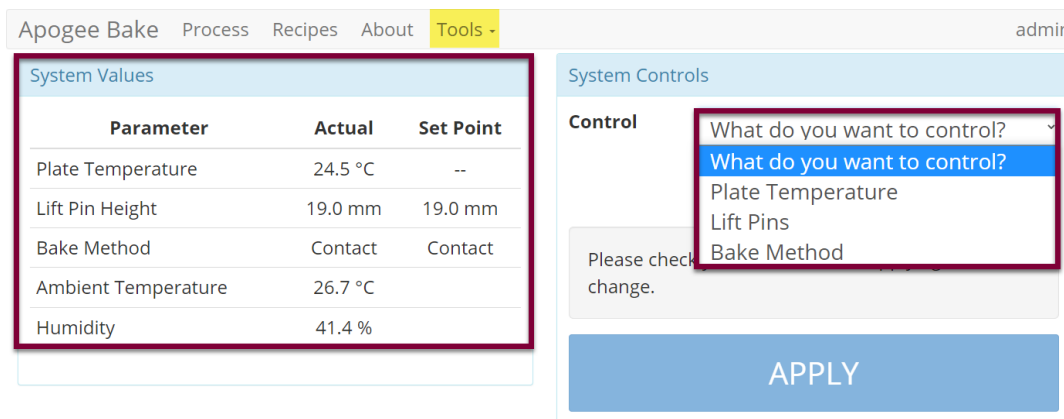 Apogee Bake Process Recipes About Tools admin
System Values
Parameter Actual Set Point
Plate Temperature 24.5 °C --
Lift Pin Height 19.0 mm 19.0 mm
Bake Method Contact Contact
Ambient Temperature 26.7 °C
Humidity 41.4 %
System Controls
Control
What do you want to control?
What do you want to control?
Plate Temperature
Lift Pins
Bake Method
Please check
change.
APPLY